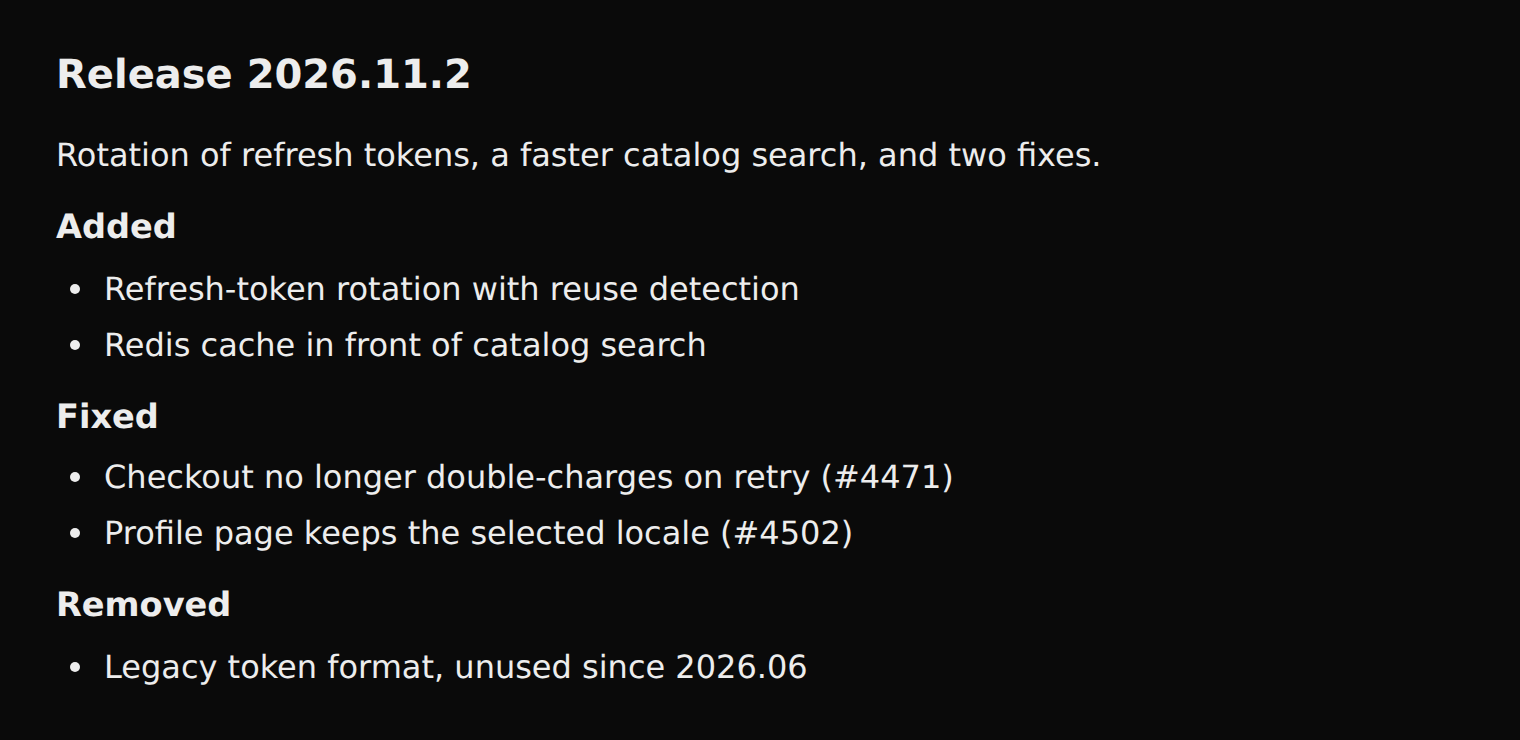 Release 2026.11.2
Rotation of refresh tokens, a faster catalog search, and two fixes.
Added
• Refresh-token rotation with reuse detection
• Redis cache in front of catalog search
Fixed
• Checkout no longer double-charges on retry (#4471)
• Profile page keeps the selected locale (#4502)
Removed
• Legacy token format, unused since 2026.06